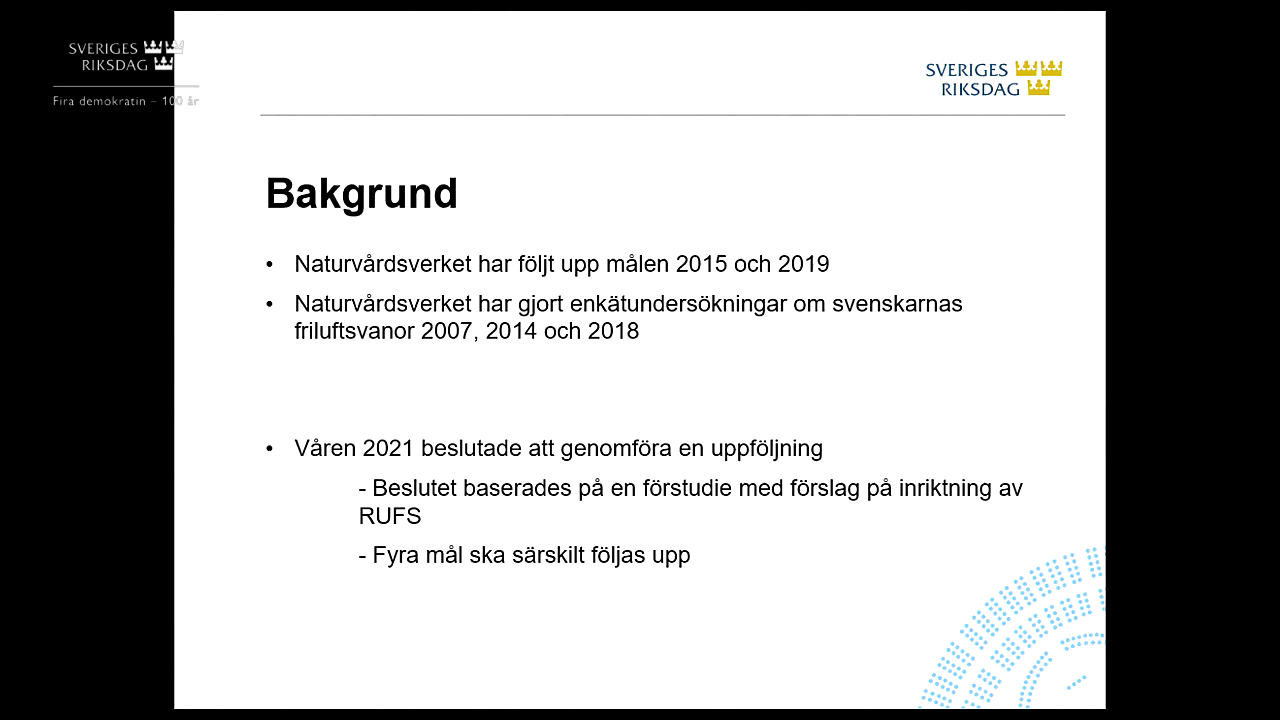 SVERIGES
RIKSDAG
Fira demokratin – 100 år
SVERIGES
RIKSDAG
Bakgrund
• Naturvårdsverket har följt upp målen 2015 och 2019
• Naturvårdsverket har gjort enkätundersökningar om svenskarnas
friluftsvanor 2007, 2014 och 2018
• Våren 2021 beslutade att genomföra en uppföljning
- Beslutet baserades på en förstudie med förslag på inriktning av
RUFS
- Fyra mål ska särskilt följas upp